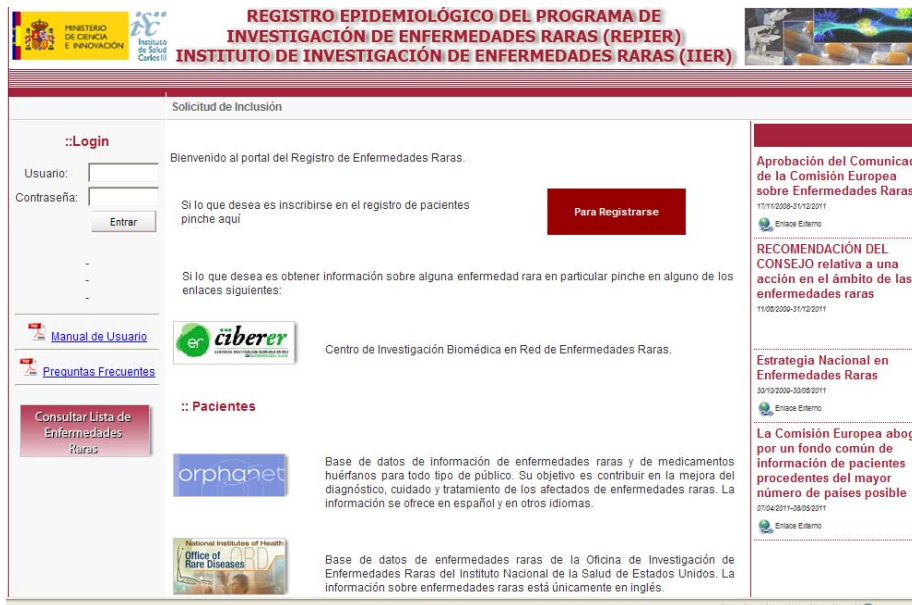 MINISTERIO
DE CIENCIA
E INNOVACIÓN
Instituto
de Salud
Carlos III
REGISTRO EPIDEMIOLÓGICO DEL PROGRAMA DE
INVESTIGACIÓN DE ENFERMEDADES RARAS (REPIER)
INSTITUTO DE INVESTIGACIÓN DE ENFERMEDADES RARAS (IIER)
Solicitud de Inclusión
::Login
Usuario:
Contraseña:
Entrar
-
-
-
Manual de Usuario
Preguntas Frecuentes
Consultar Lista de
Enfermedades
Raras
Bienvenido al portal del Registro de Enfermedades Raras.
Si lo que desea es inscribirse en el registro de pacientes
pinche aquí
Para Registrarse
Si lo que desea es obtener información sobre alguna enfermedad rara en particular pinche en alguno de los
enlaces siguientes:
er ciberer
Centro de Investigación Biomédica en Red de Enfermedades Raras.
:: Pacientes
orphanet
Base de datos de información de enfermedades raras y de medicamentos
huérfanos para todo tipo de público. Su objetivo es contribuir en la mejora del
diagnóstico, cuidado y tratamiento de los afectados de enfermedades raras. La
información se ofrece en español y en otros idiomas.
National Institutes of Health
Office of
Rare Diseases
ORD
Base de datos de enfermedades raras de la Oficina de Investigación de
Enfermedades Raras del Instituto Nacional de la Salud de Estados Unidos. La
información sobre enfermedades raras está únicamente en inglés.
Aprobación del Comunicad
de la Comisión Europea
sobre Enfermedades Raras
17/11/2008-31/12/2011
Enlace Externo
RECOMENDACIÓN DEL
CONSEJO relativa a una
acción en el ámbito de las
enfermedades raras
11/05/2009-31/12/2011
Estrategia Nacional en
Enfermedades Raras
30/10/2009-30/05/2011
Enlace Externo
La Comisión Europea abog
por un fondo común de
información de pacientes
procedentes del mayor
número de países posible
07/04/2011-08/05/2011
Enlace Externo